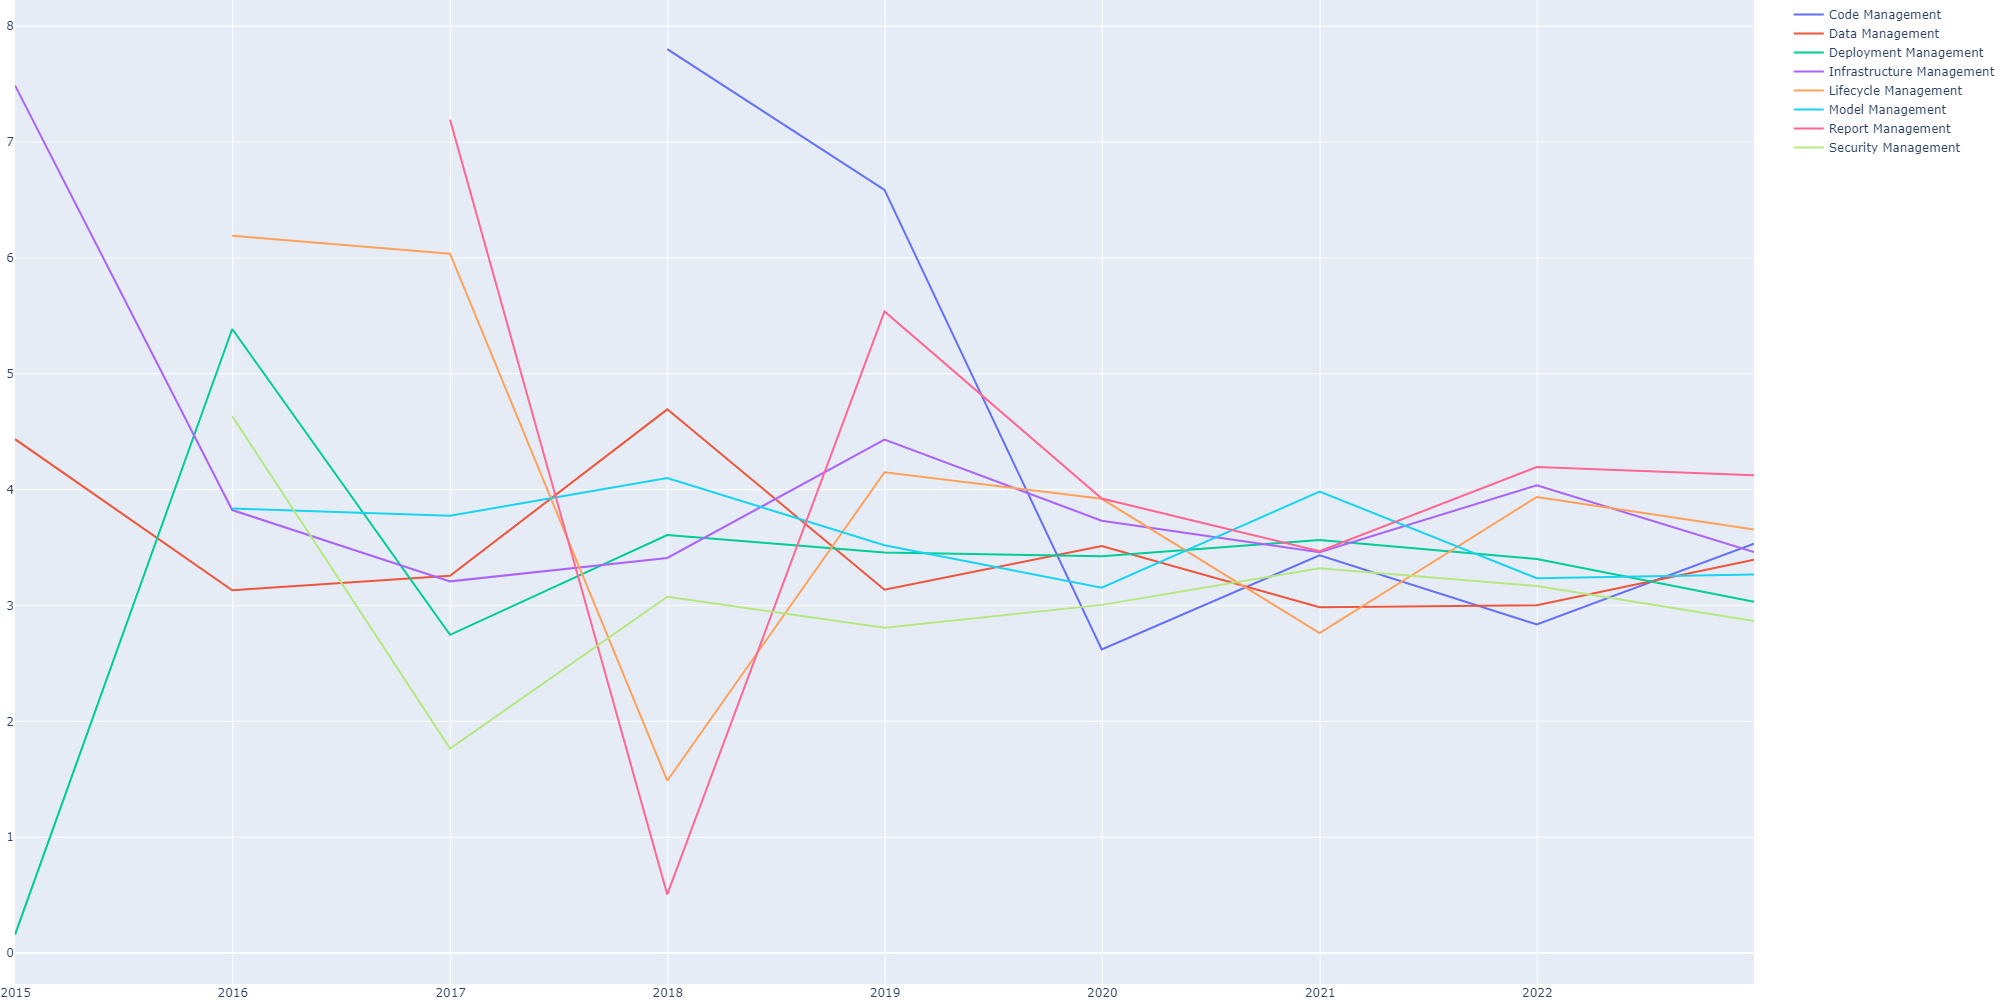 8
7
6
5
4
3
2
1
0
2015 2016 2017 2018 2019 2020 2021 2022
Code Management
Data Management
Deployment Management
Infrastructure Management
Lifecycle Management
Model Management
Report Management
Security Management